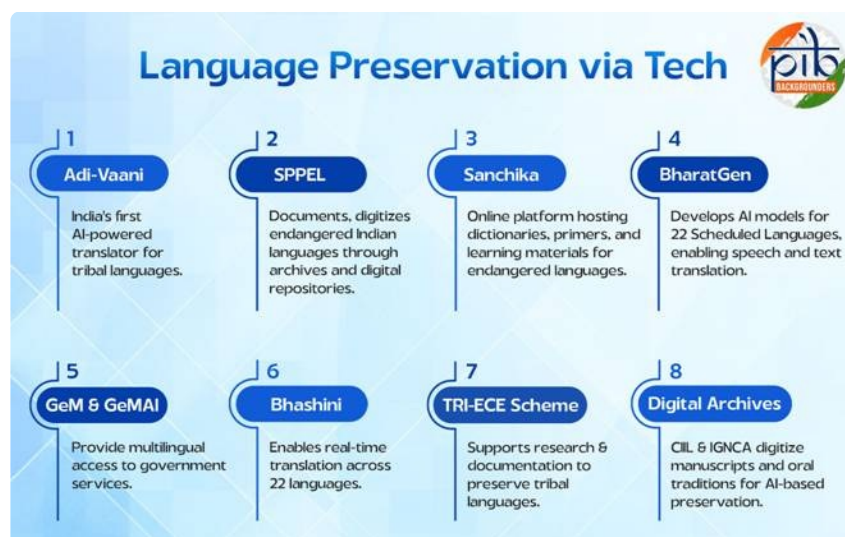 Language Preservation via Tech
pib
BACKGROUNDERS
1
Adi-Vaani
India's first
AI-powered
translator for
tribal languages.
2
SPPEL
Documents, digitizes
endangered Indian
languages through
archives and digital
repositories.
3
Sanchika
Online platform hosting
dictionaries, primers, and
learning materials for
endangered languages.
4
BharatGen
Develops AI models for
22 Scheduled Languages,
enabling speech and text
translation.
5
GeM & GeMAI
Provide multilingual
access to government
services.
6
Bhashini
Enables real-time
translation across
22 languages.
7
TRI-ECE Scheme
Supports research &
documentation to
preserve tribal
languages.
8
Digital Archives
CIIL & IGNCA digitize
manuscripts and oral
traditions for AI-based
preservation.